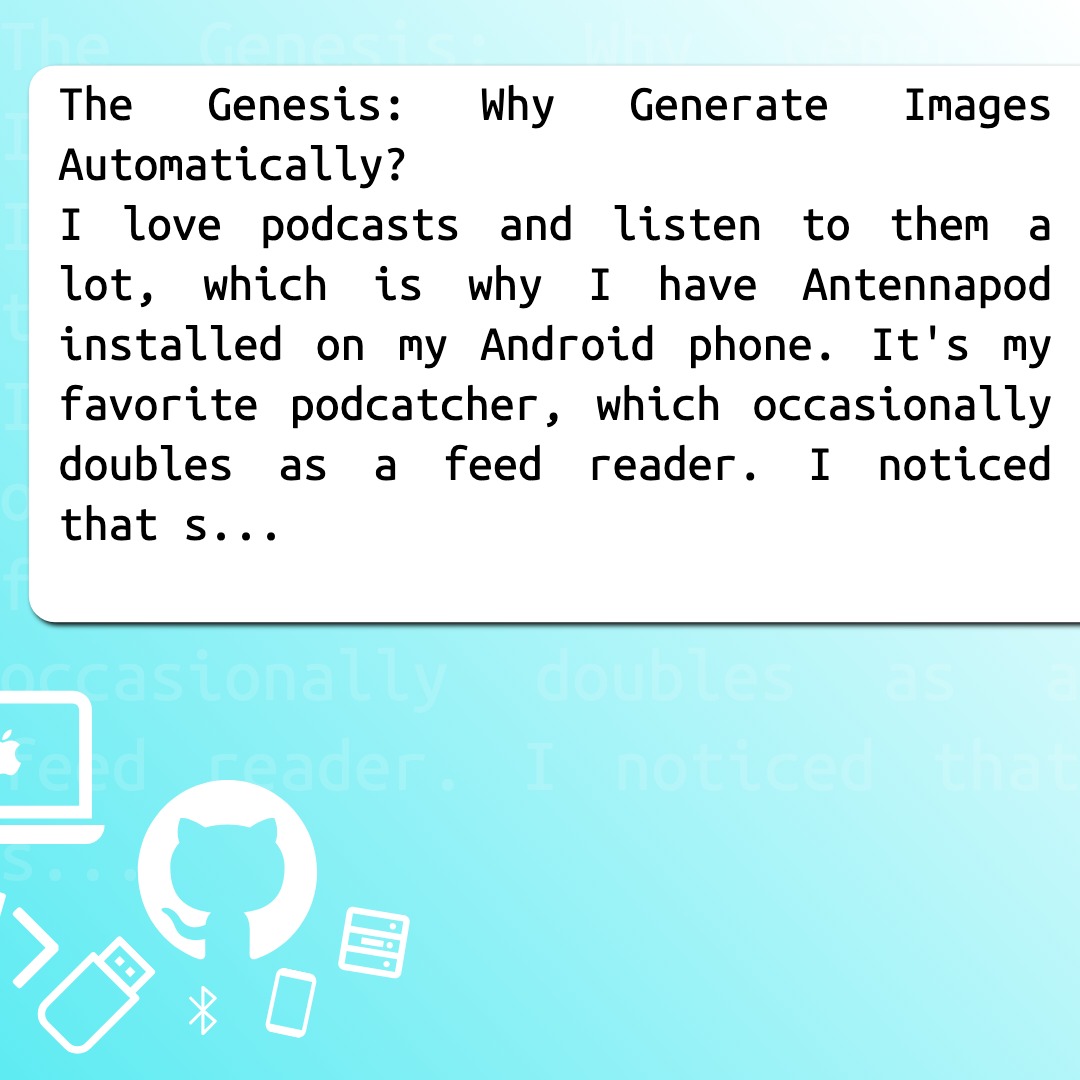 The Genesis: Why Generate Images
Automatically?
I love podcasts and listen to them a
lot, which is why I have Antennapod
installed on my Android phone. It's my
favorite podcatcher, which occasionally
doubles as a feed reader. I noticed
that s...
occasionally doubles as a
feed reader. I noticed that
s...